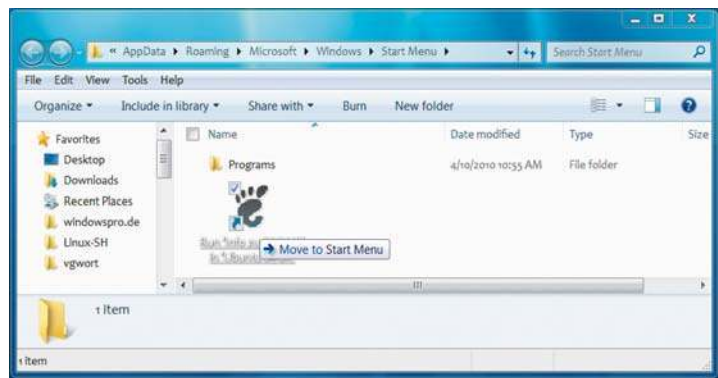 « AppData ▸ Roaming ▸ Microsoft ▸ Windows ▸ Start Menu ▸ Search Start Menu
File Edit View Tools Help
Organize Include in library Share with Burn New folder
Favorites
Desktop
Downloads
Recent Places
windowspro.de
Linux-SH
vgwort
Name Date modified Type Size
Programs 4/10/2010 10:55 AM File folder
Run
in
Move to Start Menu
1 item
1 item